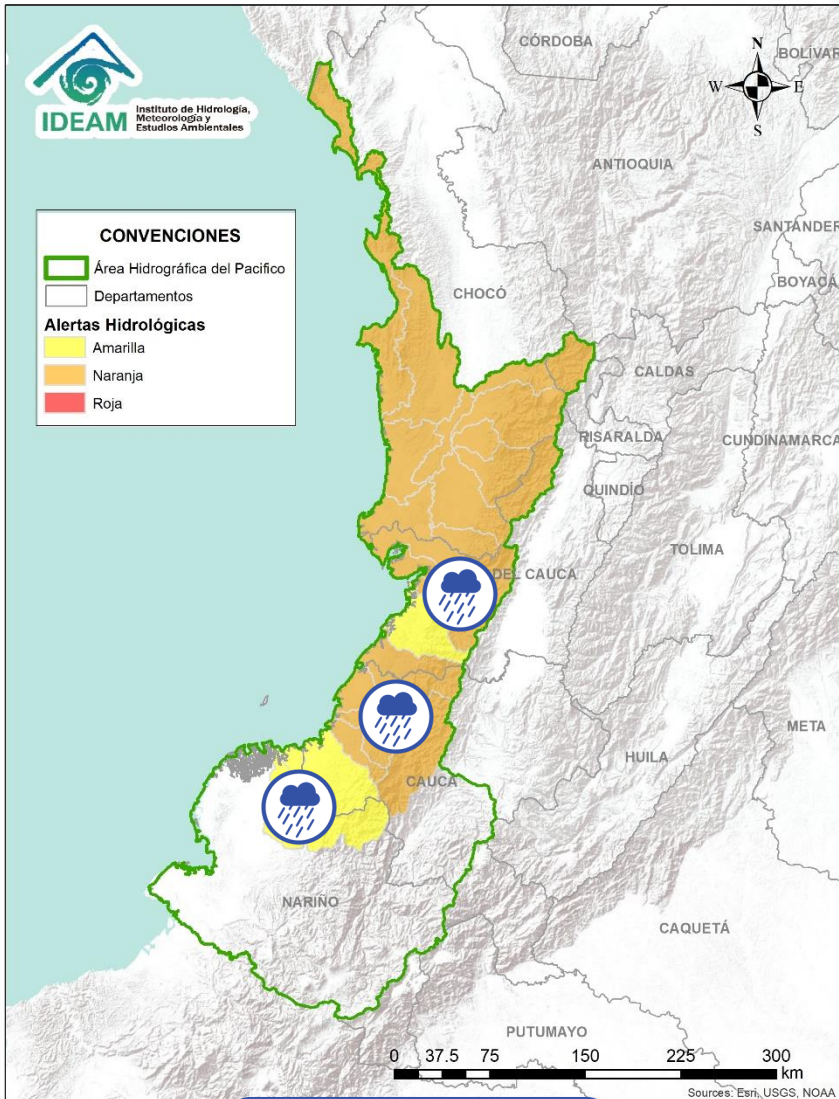 IDEAM
Instituto de Hidrología,
Meteorología y
Estudios Ambientales
CONVENCIONES
Área Hidrográfica del Pacifico
Departamentos
Alertas Hidrológicas
Amarilla
Naranja
Roja
N
W E
S
CÓRDOBA
BOLÍVAR
ANTIOQUIA
SANTANDER
BOYACÁ
CHOCÓ
CALDAS
RISARALDA
CUNDINAMARCA
QUINDÍO
TOLIMA
DEL CAUCA
META
HUILA
CAUCA
NARIÑO
CAQUETÁ
PUTUMAYO
0 37.5 75 150 225 300
km
Sources: Esri, USGS, NOAA